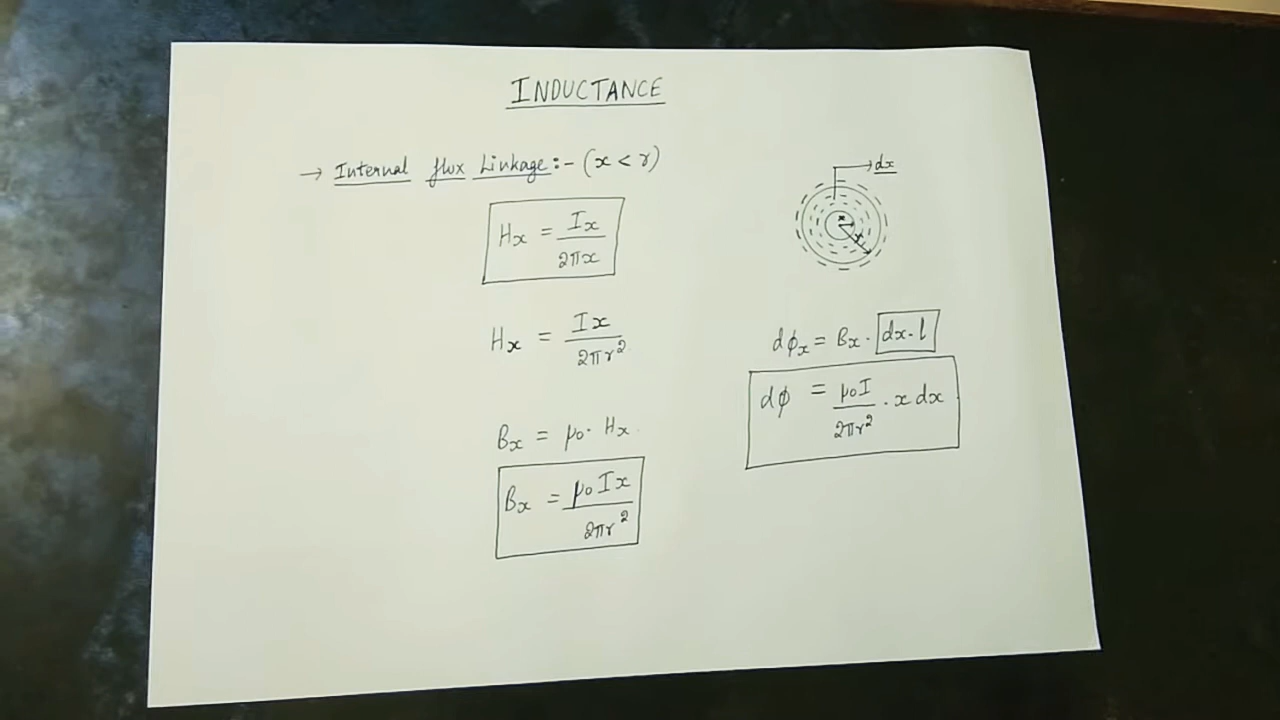 INDUCTANCE
→ Internal flux Linkage :- (x < r)
Hx = Ix / 2πx
Hx = Ix / 2πr²
Bx = μ₀ · Hx
Bx = μ₀Ix / 2πr²
dx
x
r
dϕx = Bx · dx · l
dϕ = μ₀I / 2πr² · x dx